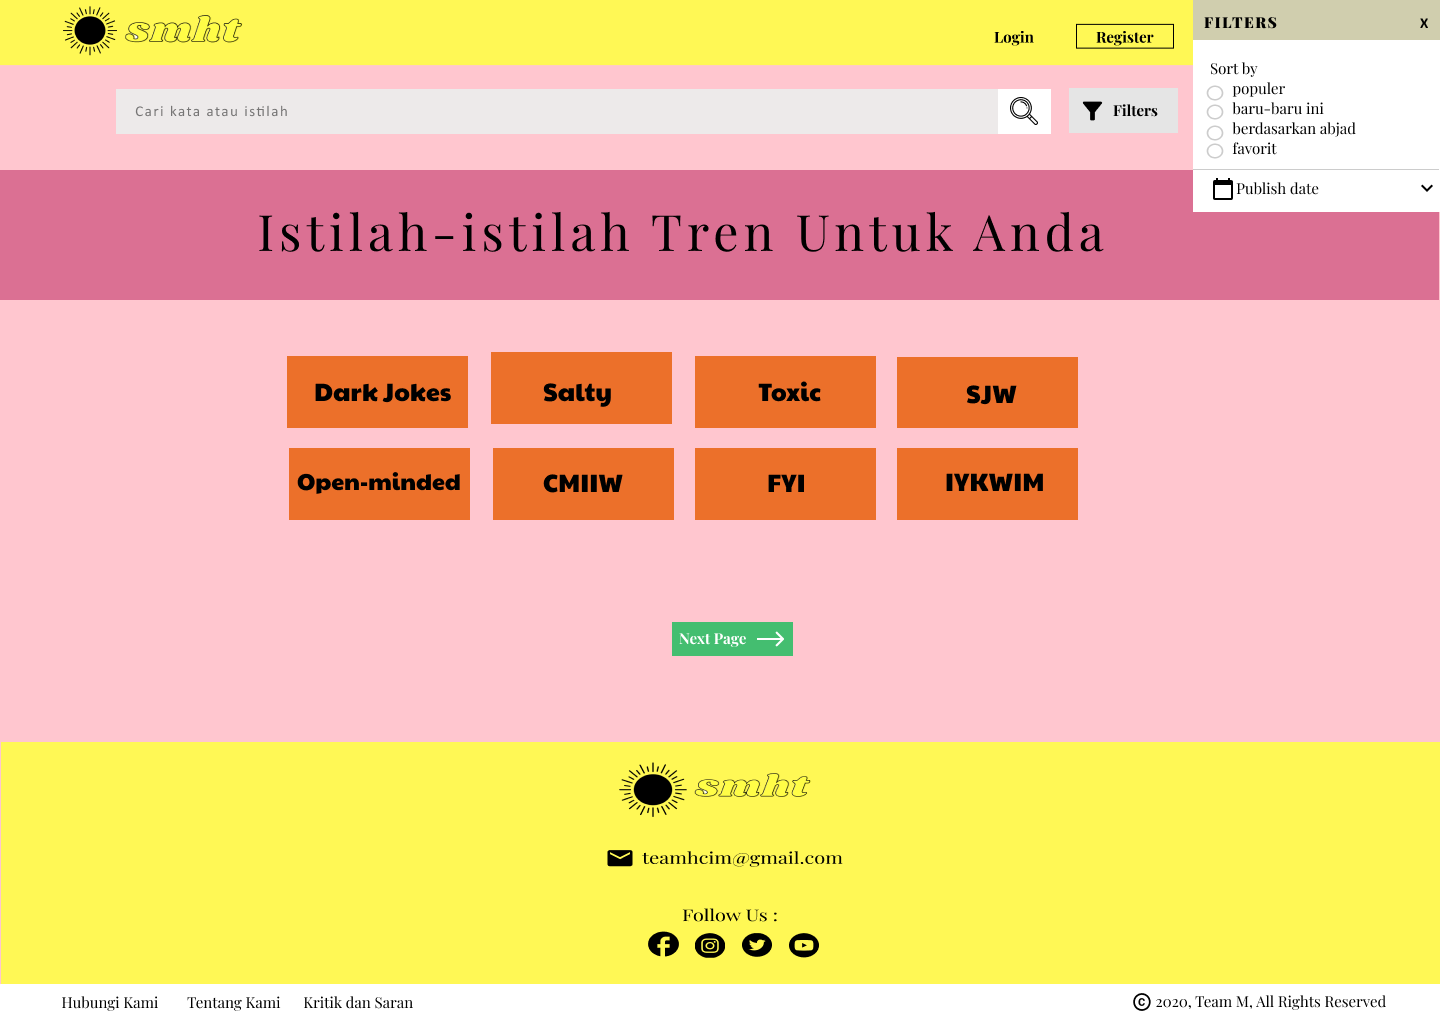 smht
Login
Register
FILTERS
X
Cari kata atau istilah
Filters
Sort by
populer
baru-baru ini
berdasarkan abjad
favorit
Publish date
Istilah-istilah Tren Untuk Anda
Dark Jokes
Salty
Toxic
SJW
Open-minded
CMIIW
FYI
IYKWIM
Next Page
smht
teamhcim@gmail.com
Follow Us :
Hubungi Kami
Tentang Kami
Kritik dan Saran
© 2020, Team M, All Rights Reserved